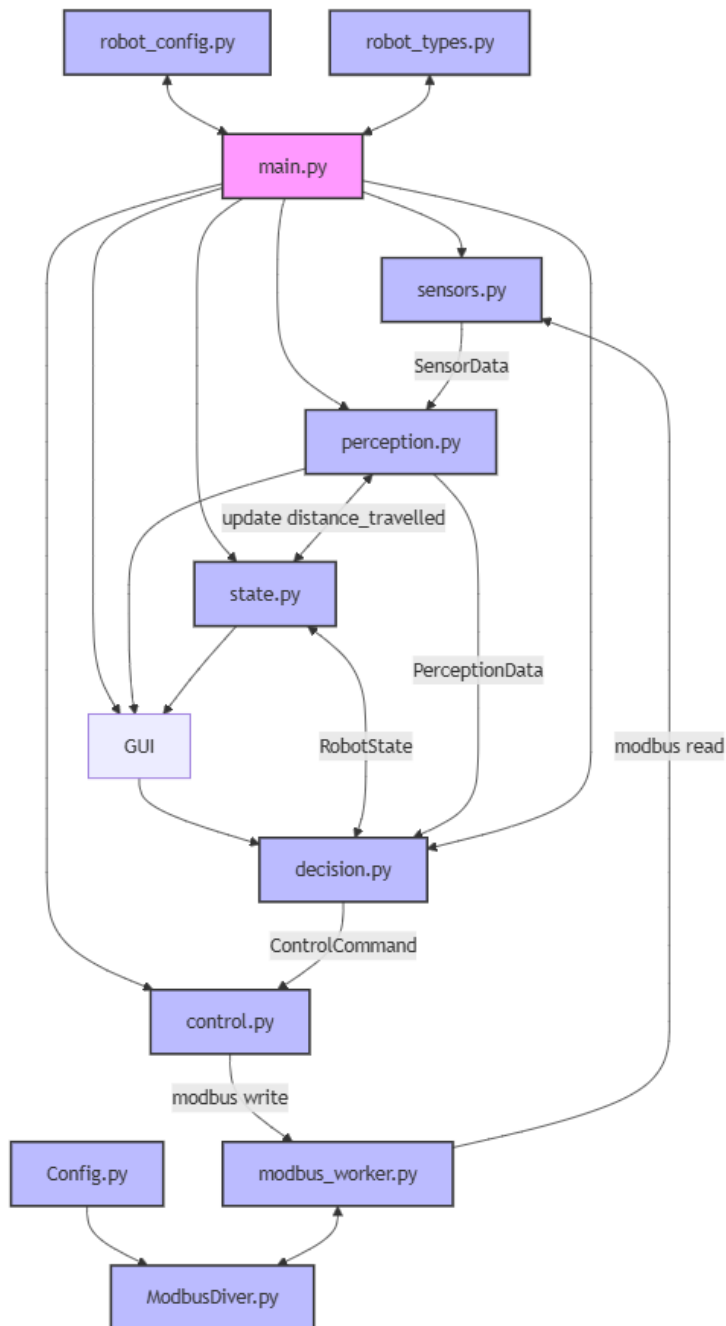 robot_config.py
robot_types.py
main.py
sensors.py
SensorData
perception.py
update distance_travelled
state.py
PerceptionData
GUI
RobotState
modbus read
decision.py
ControlCommand
control.py
modbus write
Config.py
modbus_worker.py
ModbusDiver.py